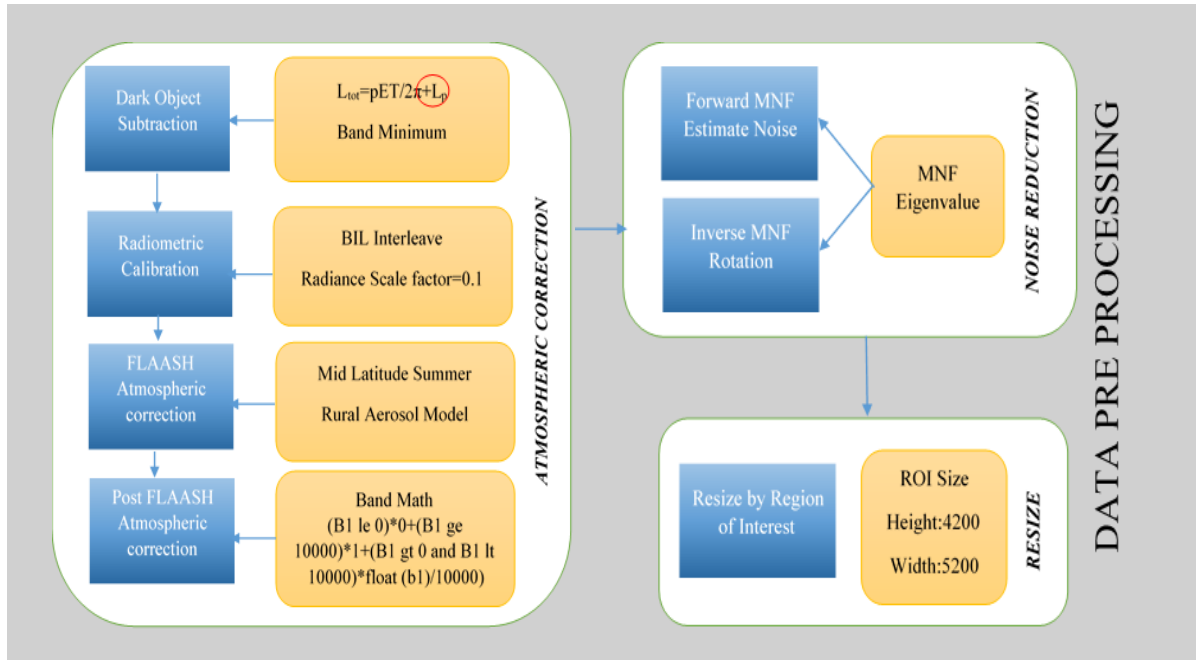 Dark Object
Subtraction
L_tot=pET/2π+L_p
Band Minimum
Radiometric
Calibration
BIL Interleave
Radiance Scale factor=0.1
FLAASH
Atmospheric
correction
Mid Latitude Summer
Rural Aerosol Model
Post FLAASH
Atmospheric
correction
Band Math
(B1 le 0)*0+(B1 ge
10000)*1+(B1 gt 0 and B1 lt
10000)*float (b1)/10000)
ATMOSPHERIC CORRECTION
Forward MNF
Estimate Noise
Inverse MNF
Rotation
MNF
Eigenvalue
NOISE REDUCTION
Resize by Region
of Interest
ROI Size
Height:4200
Width:5200
RESIZE
DATA PRE PROCESSING